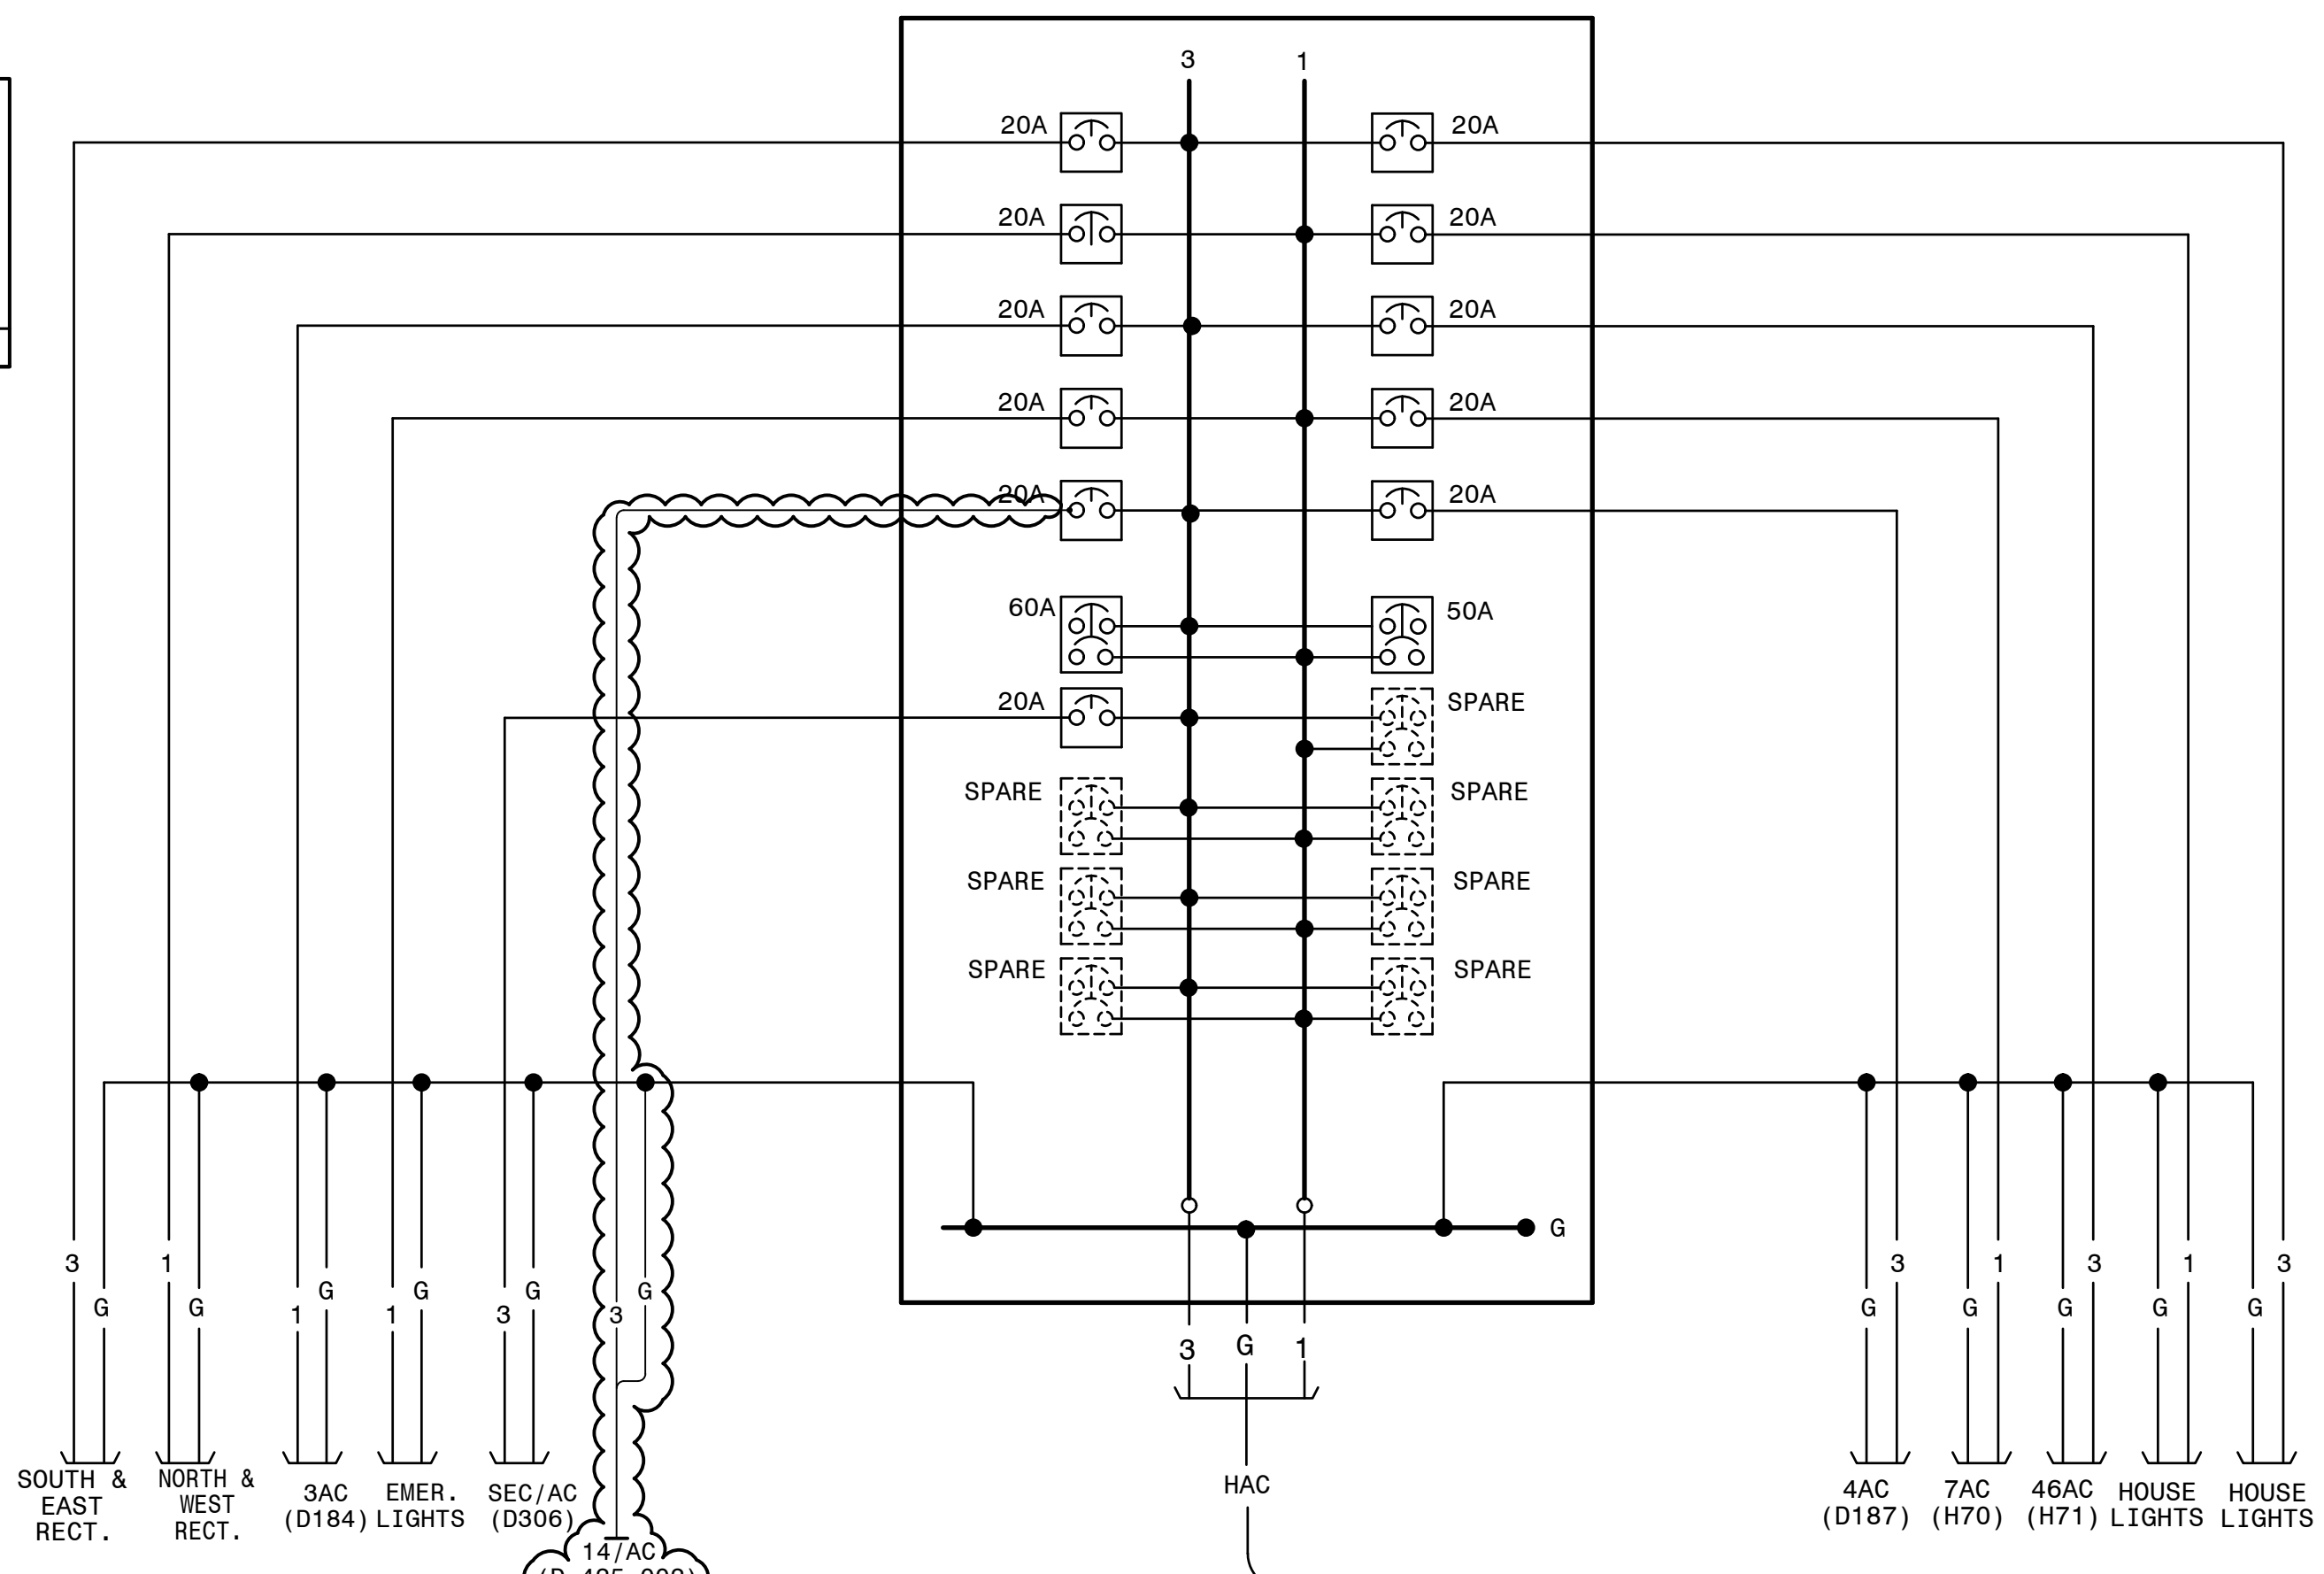 3 1
20A 20A
20A 20A
20A 20A
20A 20A
20A 20A
60A 50A
20A SPARE
SPARE SPARE
SPARE SPARE
SPARE SPARE
G
3 1 3 1 3 1 3
G G G G G G G
G G G G
1 1 3 3
3 G 1
HAC
SOUTH &
EAST
RECT.
NORTH &
WEST
RECT.
3AC
(D184)
EMER.
LIGHTS
SEC/AC
(D306)
14/AC
4AC
(D187)
7AC
(H70)
46AC
(H71)
HOUSE
LIGHTS
HOUSE
LIGHTS